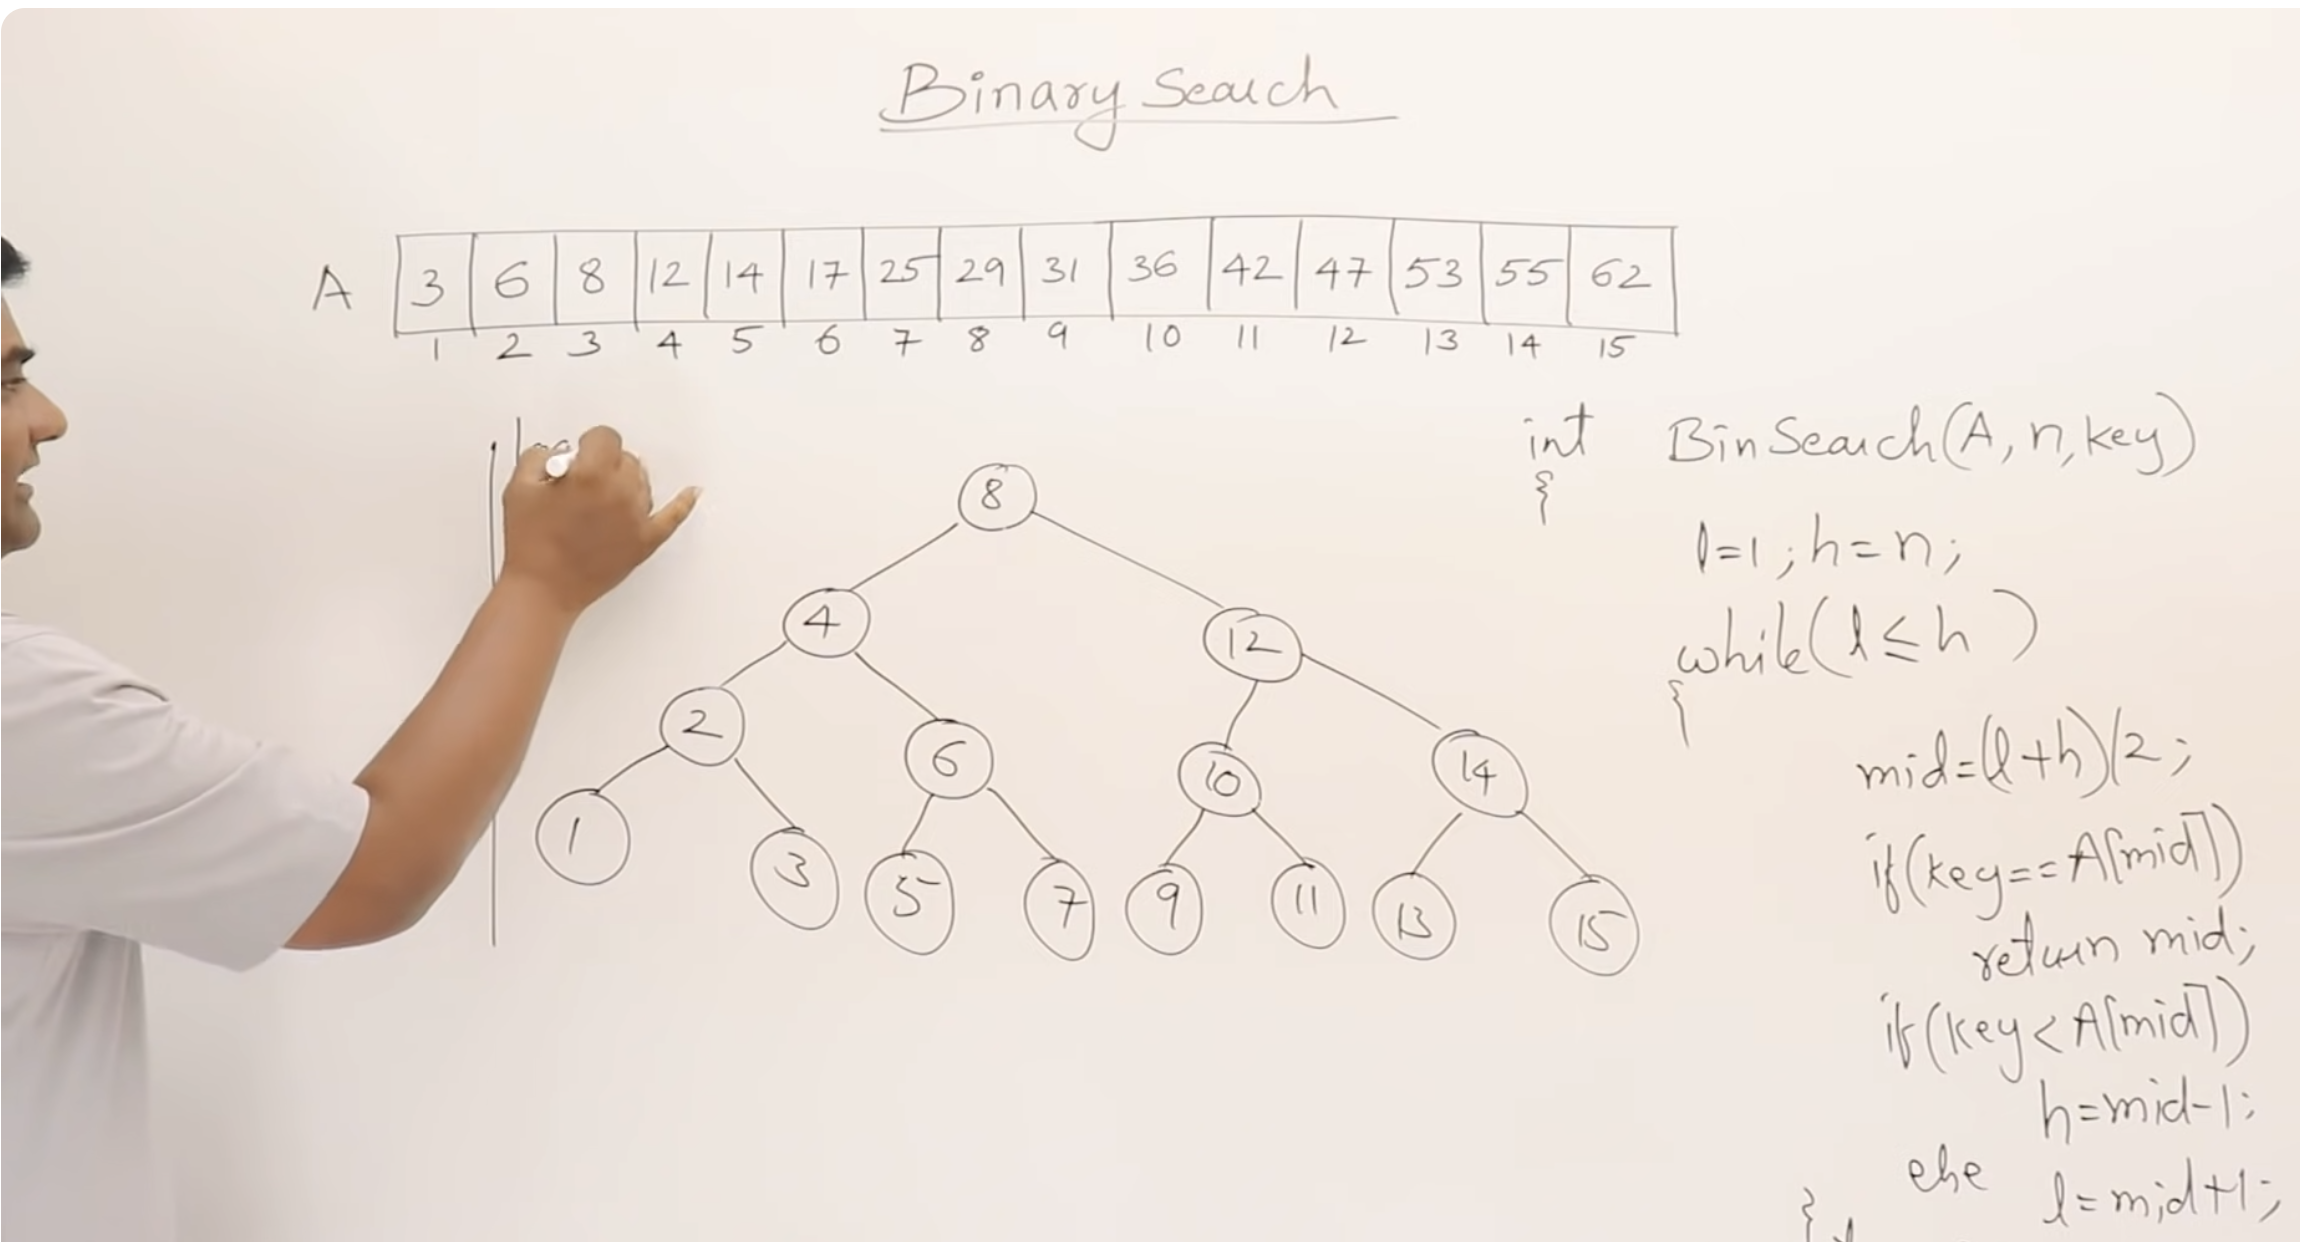 Binary Search
A 3 6 8 12 14 17 25 29 31 36 42 47 53 55 62
1 2 3 4 5 6 7 8 9 10 11 12 13 14 15
8
4 12
2 6 10 14
1 3 5 7 9 11 13 15
int BinSearch(A, n, key)
{
l=1; h=n;
while(l≤h)
{
mid=(l+h)/2;
if(key==A[mid])
return mid;
if(key<A[mid])
h=mid-1;
else
l=mid+1;
}